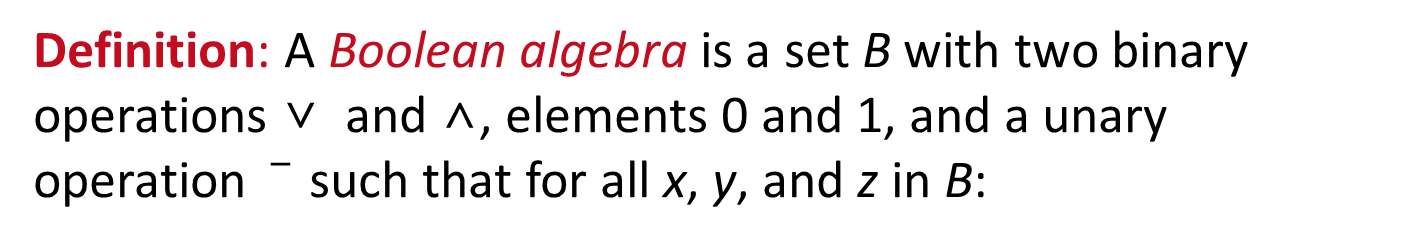 Definition: A Boolean algebra is a set B with two binary
operations ∨ and ∧, elements 0 and 1, and a unary
operation ‾ such that for all x, y, and z in B: